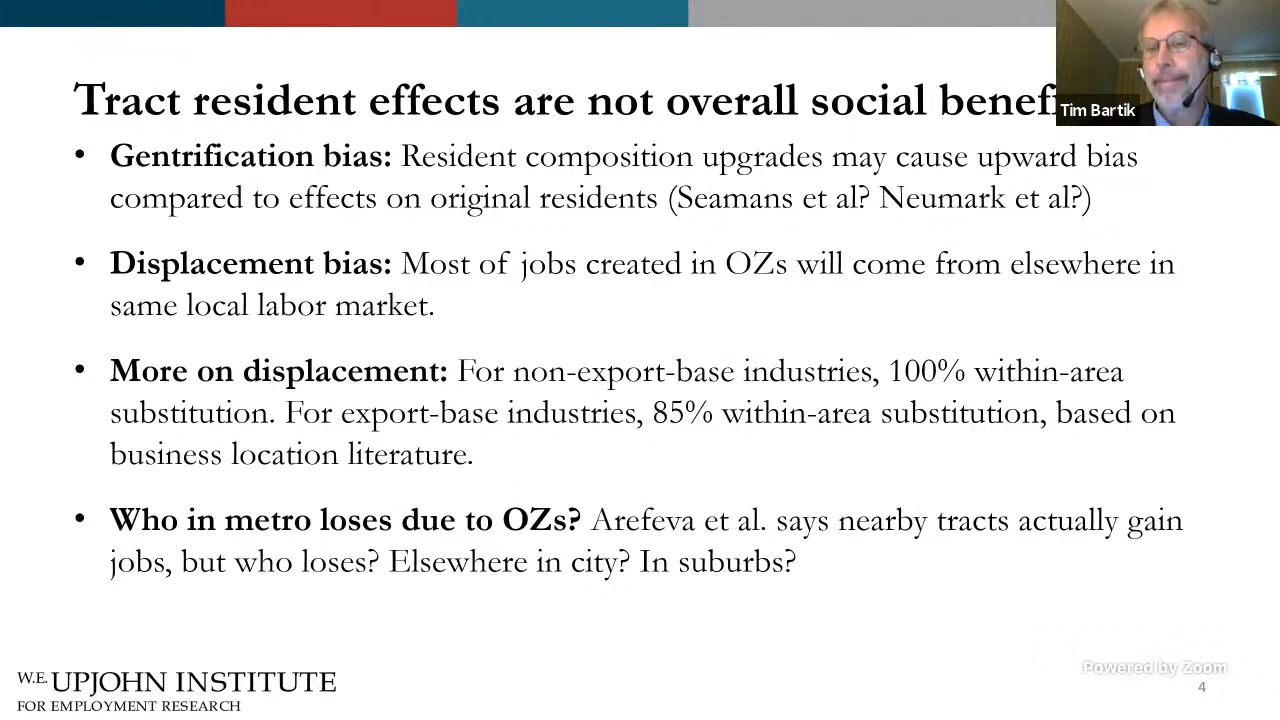 Tract resident effects are not overall social benefi
Tim Bartik
• Gentrification bias: Resident composition upgrades may cause upward bias
compared to effects on original residents (Seamans et al? Neumark et al?)
• Displacement bias: Most of jobs created in OZs will come from elsewhere in
same local labor market.
• More on displacement: For non-export-base industries, 100% within-area
substitution. For export-base industries, 85% within-area substitution, based on
business location literature.
• Who in metro loses due to OZs? Arefeva et al. says nearby tracts actually gain
jobs, but who loses? Elsewhere in city? In suburbs?
W.E. UPJOHN INSTITUTE
FOR EMPLOYMENT RESEARCH
Powered by Zoom
4